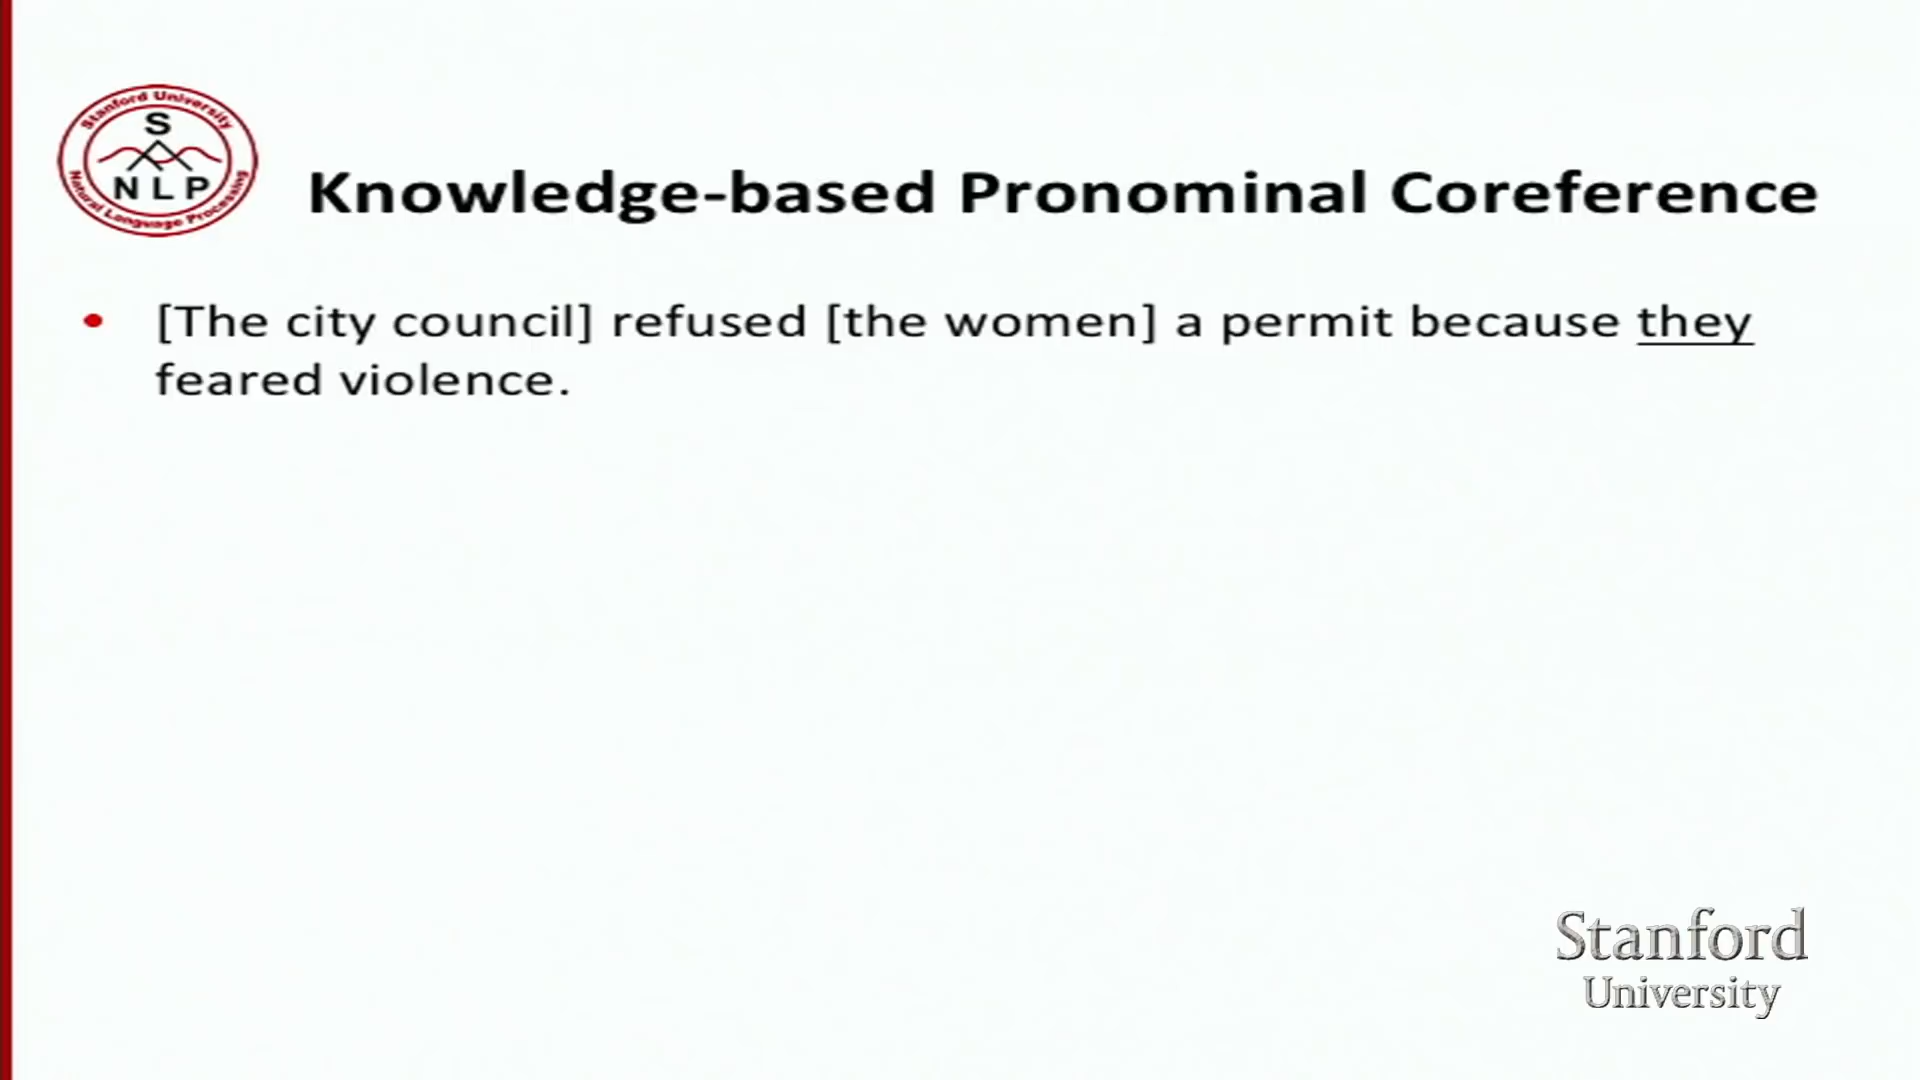 Stanford University
S
NLP
Natural Language Processing
Knowledge-based Pronominal Coreference
• [The city council] refused [the women] a permit because they
feared violence.
Stanford
University